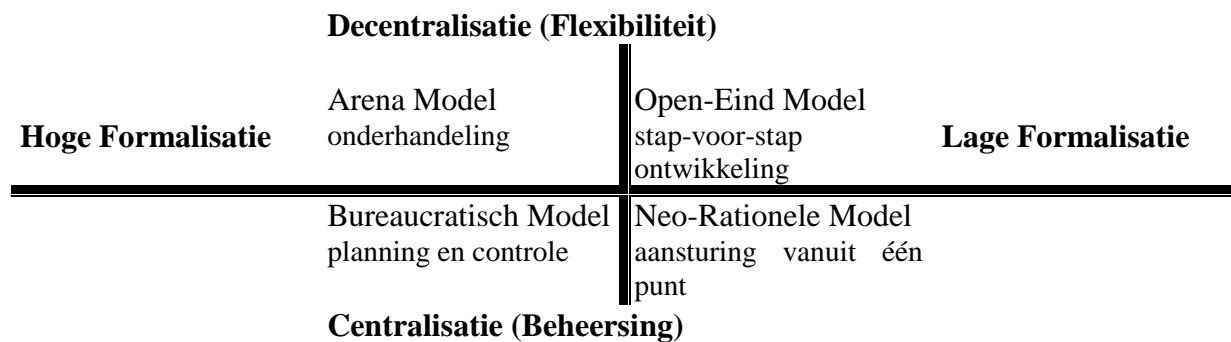 Decentralisatie (Flexibiliteit)
Arena Model
onderhandeling
Open-Eind Model
stap-voor-stap
ontwikkeling
Hoge Formalisatie
Lage Formalisatie
Bureaucratisch Model
planning en controle
Neo-Rationele Model
aansturing vanuit één
punt
Centralisatie (Beheersing)